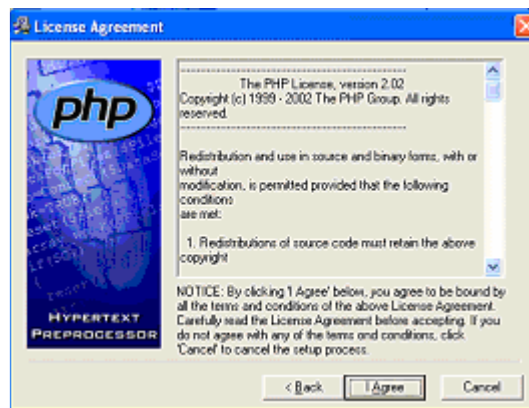 License Agreement
php
HYPERTEXT
PREPROCESSOR
----------------------------------------------------------
The PHP License, version 2.02
Copyright (c) 1999 - 2002 The PHP Group. All rights
reserved.
----------------------------------------------------------
Redistribution and use in source and binary forms, with or
without
modification, is permitted provided that the following
conditions
are met:
1. Redistributions of source code must retain the above
copyright
NOTICE: By clicking 'I Agree' below, you agree to be bound by
all the terms and conditions of the above License Agreement.
Carefully read the License Agreement before accepting. If you
do not agree with any of the terms and conditions, click
'Cancel' to cancel the setup process.
< Back
I Agree
Cancel